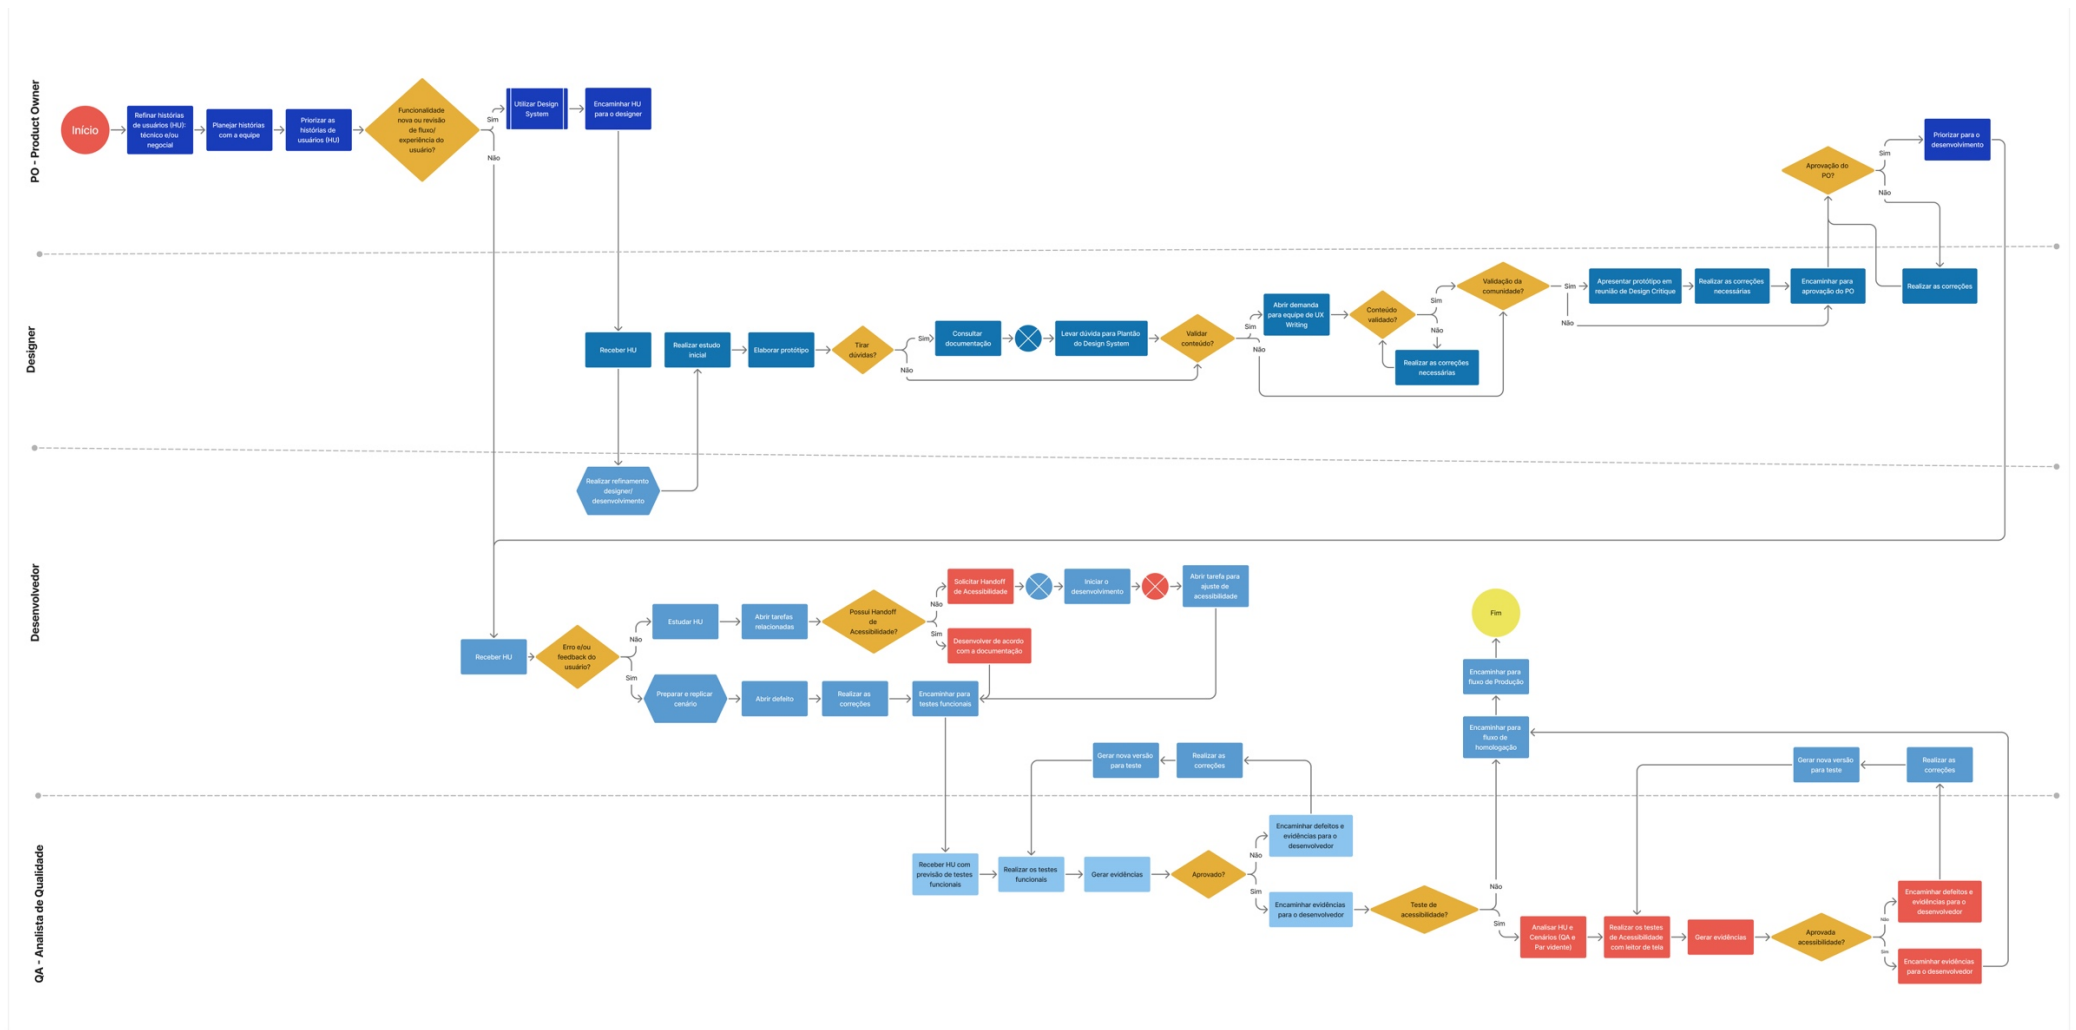 PO - Product Owner
Início
Refinar histórias
de usuários (HU):
técnico e/ou
negocial
Planejar histórias
com a equipe
Priorizar as
histórias de
usuários (HU)
Funcionalidade
nova ou revisão
de fluxo/
experiência do
usuário?
Sim
Não
Utilizar Design
System
Encaminhar HU
para o designer
Aprovação do
PO?
Sim
Não
Priorizar para o
desenvolvimento
Designer
Receber HU
Realizar estudo
inicial
Elaborar protótipo
Tirar
dúvidas?
Sim
Não
Consultar
documentação
Levar dúvida para Plantão
do Design System
Validar
conteúdo?
Sim
Não
Abrir demanda
para equipe de UX
Writing
Conteúdo
validado?
Sim
Não
Realizar as correções
necessárias
Validação da
comunidade?
Sim
Não
Apresentar protótipo em
reunião de Design Critique
Realizar as correções
necessárias
Encaminhar para
aprovação do PO
Realizar as correções
Desenvolvedor
Realizar refinamento
designer/
desenvolvimento
Receber HU
Erro e/ou
feedback do
usuário?
Não
Sim
Estudar HU
Abrir tarefas
relacionadas
Possui Handoff
de
Acessibilidade?
Não
Sim
Solicitar Handoff
de Acessibilidade
Iniciar o
desenvolvimento
Abrir tarefa para
ajuste de
acessibilidade
Desenvolver de acordo
com a documentação
Preparar e replicar
cenário
Abrir defeito
Realizar as
correções
Encaminhar para
testes funcionais
Gerar nova versão
para teste
Realizar as
correções
Fim
Encaminhar para
fluxo de Produção
Encaminhar para
fluxo de
homologação
Gerar nova versão
para teste
Realizar as
correções
QA - Analista de Qualidade
Receber HU com
previsão de testes
funcionais
Realizar os testes
funcionais
Gerar evidências
Aprovado?
Não
Sim
Encaminhar defeitos e
evidências para o
desenvolvedor
Encaminhar evidências
para o desenvolvedor
Teste de
acessibilidade?
Não
Sim
Analisar HU e
Cenários (QA e
Par vidente)
Realizar os testes
de Acessibilidade
com leitor de tela
Gerar evidências
Aprovada
acessibilidade?
Não
Sim
Encaminhar defeitos e
evidências para o
desenvolvedor
Encaminhar evidências
para o desenvolvedor